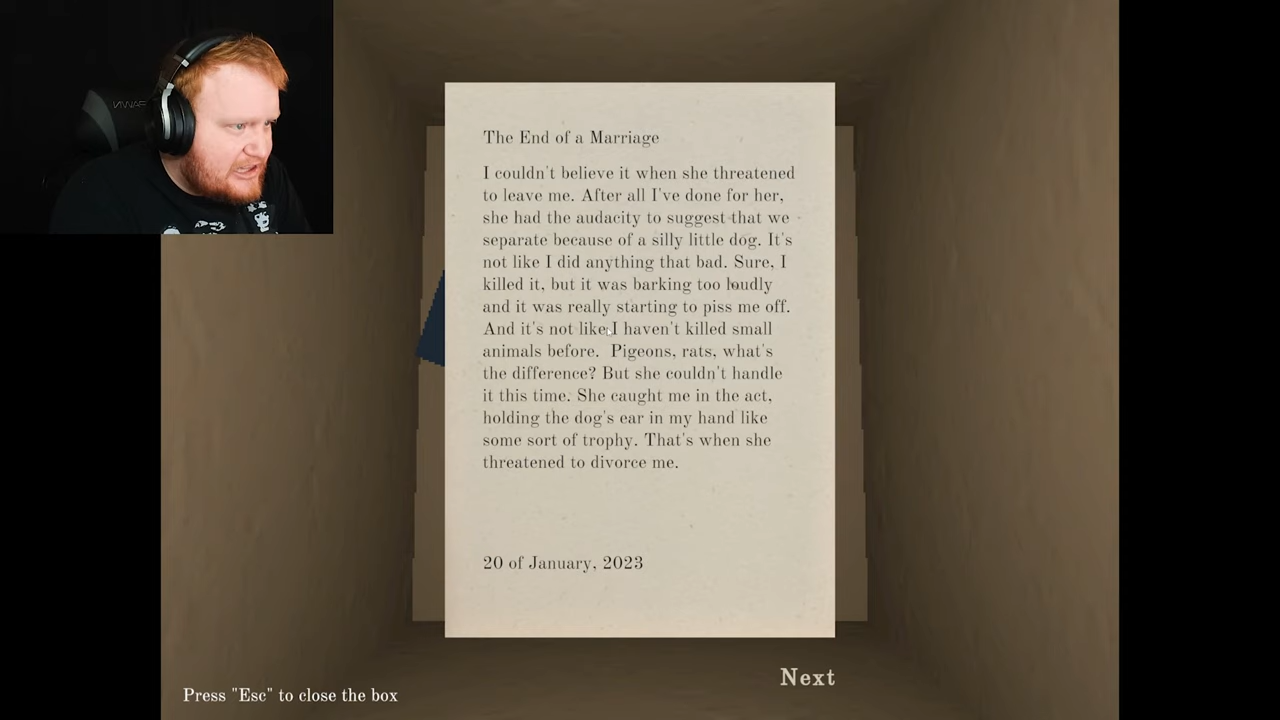 The End of a Marriage
I couldn't believe it when she threatened
to leave me. After all I've done for her,
she had the audacity to suggest that we
separate because of a silly little dog. It's
not like I did anything that bad. Sure, I
killed it, but it was barking too loudly
and it was really starting to piss me off.
And it's not like I haven't killed small
animals before.  Pigeons, rats, what's
the difference? But she couldn't handle
it this time. She caught me in the act,
holding the dog's ear in my hand like
some sort of trophy. That's when she
threatened to divorce me.
20 of January, 2023
Next
Press "Esc" to close the box